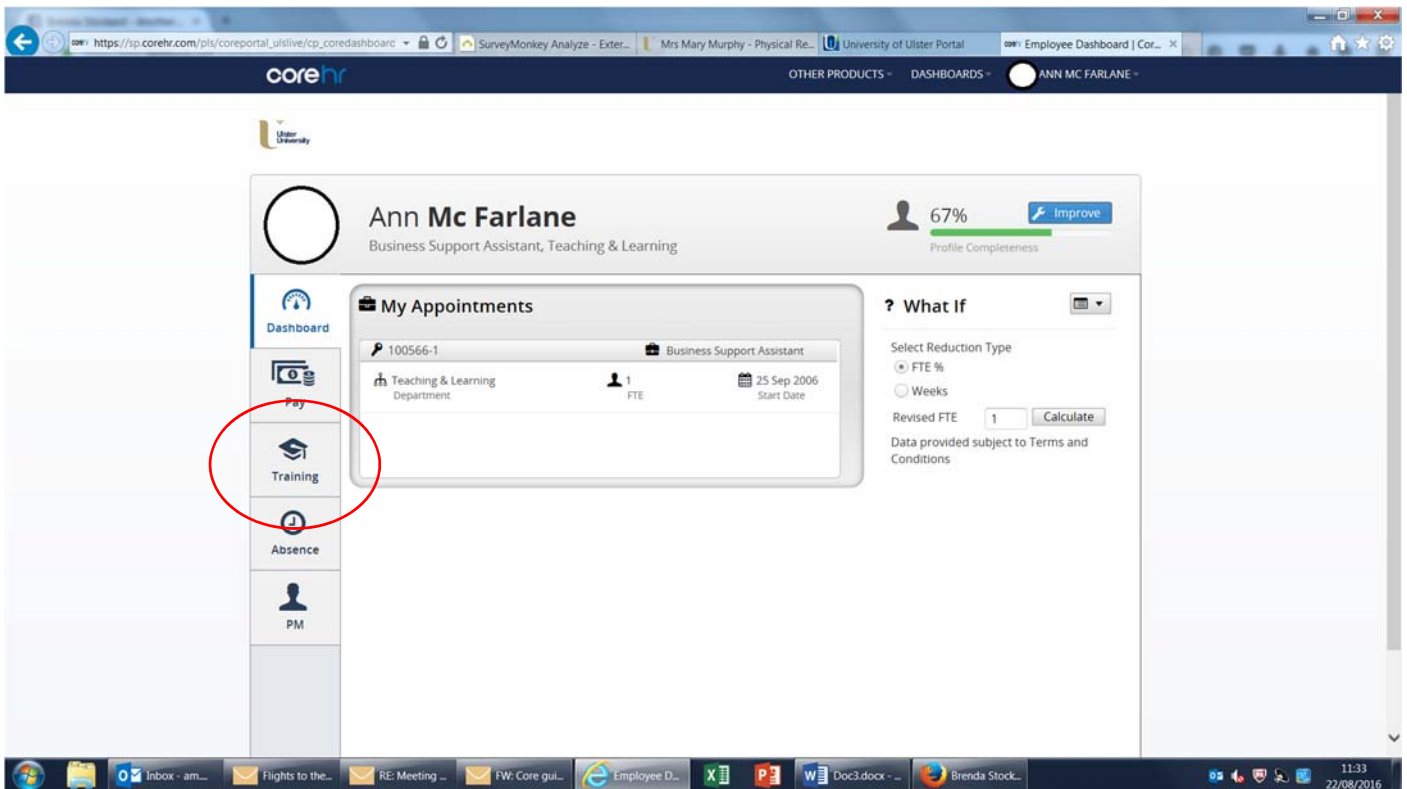 https://sp.corehr.com/pls/coreportal_ulslive/cp_coredashboard
SurveyMonkey Analyze - Exter...
Mrs Mary Murphy - Physical Re...
University of Ulster Portal
Employee Dashboard | Cor...
corehr
OTHER PRODUCTS
DASHBOARDS
ANN MC FARLANE
Ulster
University
Ann Mc Farlane
Business Support Assistant, Teaching & Learning
67%
Improve
Profile Completeness
Dashboard
Pay
Training
Absence
PM
My Appointments
100566-1
Business Support Assistant
Teaching & Learning
Department
1
FTE
25 Sep 2006
Start Date
? What If
Select Reduction Type
FTE %
Weeks
Revised FTE 1 Calculate
Data provided subject to Terms and
Conditions
Inbox - am...
Flights to the...
RE: Meeting ...
FW: Core gui...
Employee D...
Doc3.docx - ...
Brenda Stock...
11:33
22/08/2016